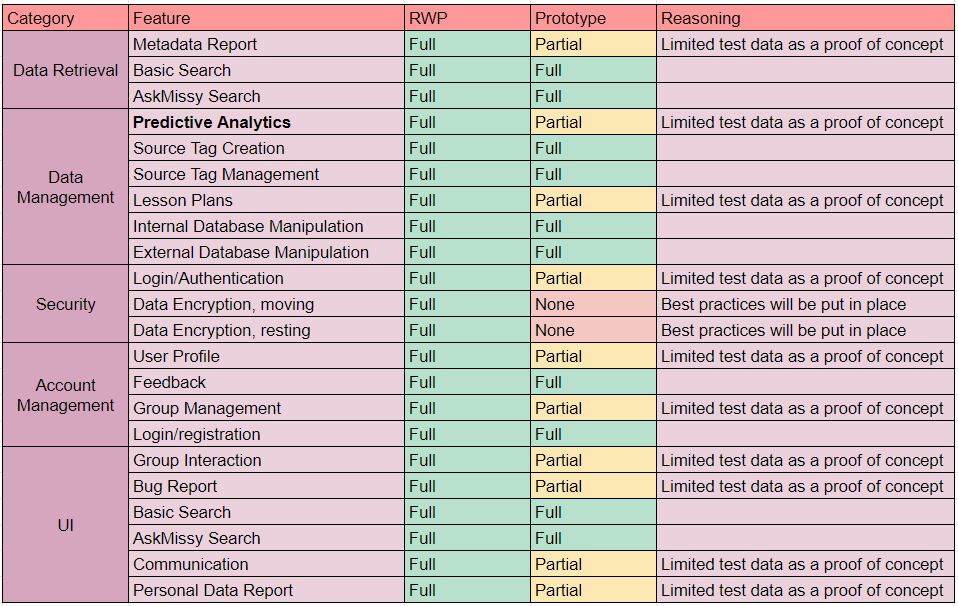 Category Feature RWP Prototype Reasoning
Data Retrieval
Metadata Report Full Partial Limited test data as a proof of concept
Basic Search Full Full
AskMissy Search Full Full
Data
Management
Predictive Analytics Full Partial Limited test data as a proof of concept
Source Tag Creation Full Full
Source Tag Management Full Full
Lesson Plans Full Partial Limited test data as a proof of concept
Internal Database Manipulation Full Full
External Database Manipulation Full Full
Security
Login/Authentication Full Partial Limited test data as a proof of concept
Data Encryption, moving Full None Best practices will be put in place
Data Encryption, resting Full None Best practices will be put in place
Account
Management
User Profile Full Partial Limited test data as a proof of concept
Feedback Full Full
Group Management Full Partial Limited test data as a proof of concept
Login/registration Full Full
UI
Group Interaction Full Partial Limited test data as a proof of concept
Bug Report Full Partial Limited test data as a proof of concept
Basic Search Full Full
AskMissy Search Full Full
Communication Full Partial Limited test data as a proof of concept
Personal Data Report Full Partial Limited test data as a proof of concept